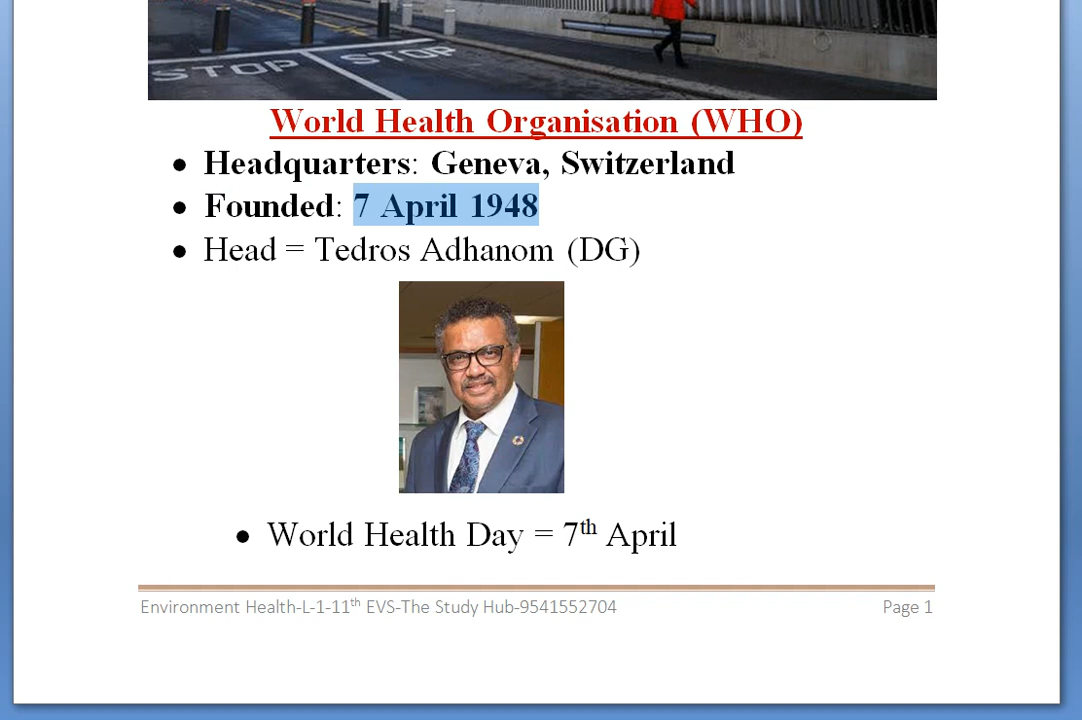 STOP STOP
World Health Organisation (WHO)
• Headquarters: Geneva, Switzerland
• Founded: 7 April 1948
• Head = Tedros Adhanom (DG)
• World Health Day = 7th April
Environment Health-L-1-11th EVS-The Study Hub-9541552704 Page 1